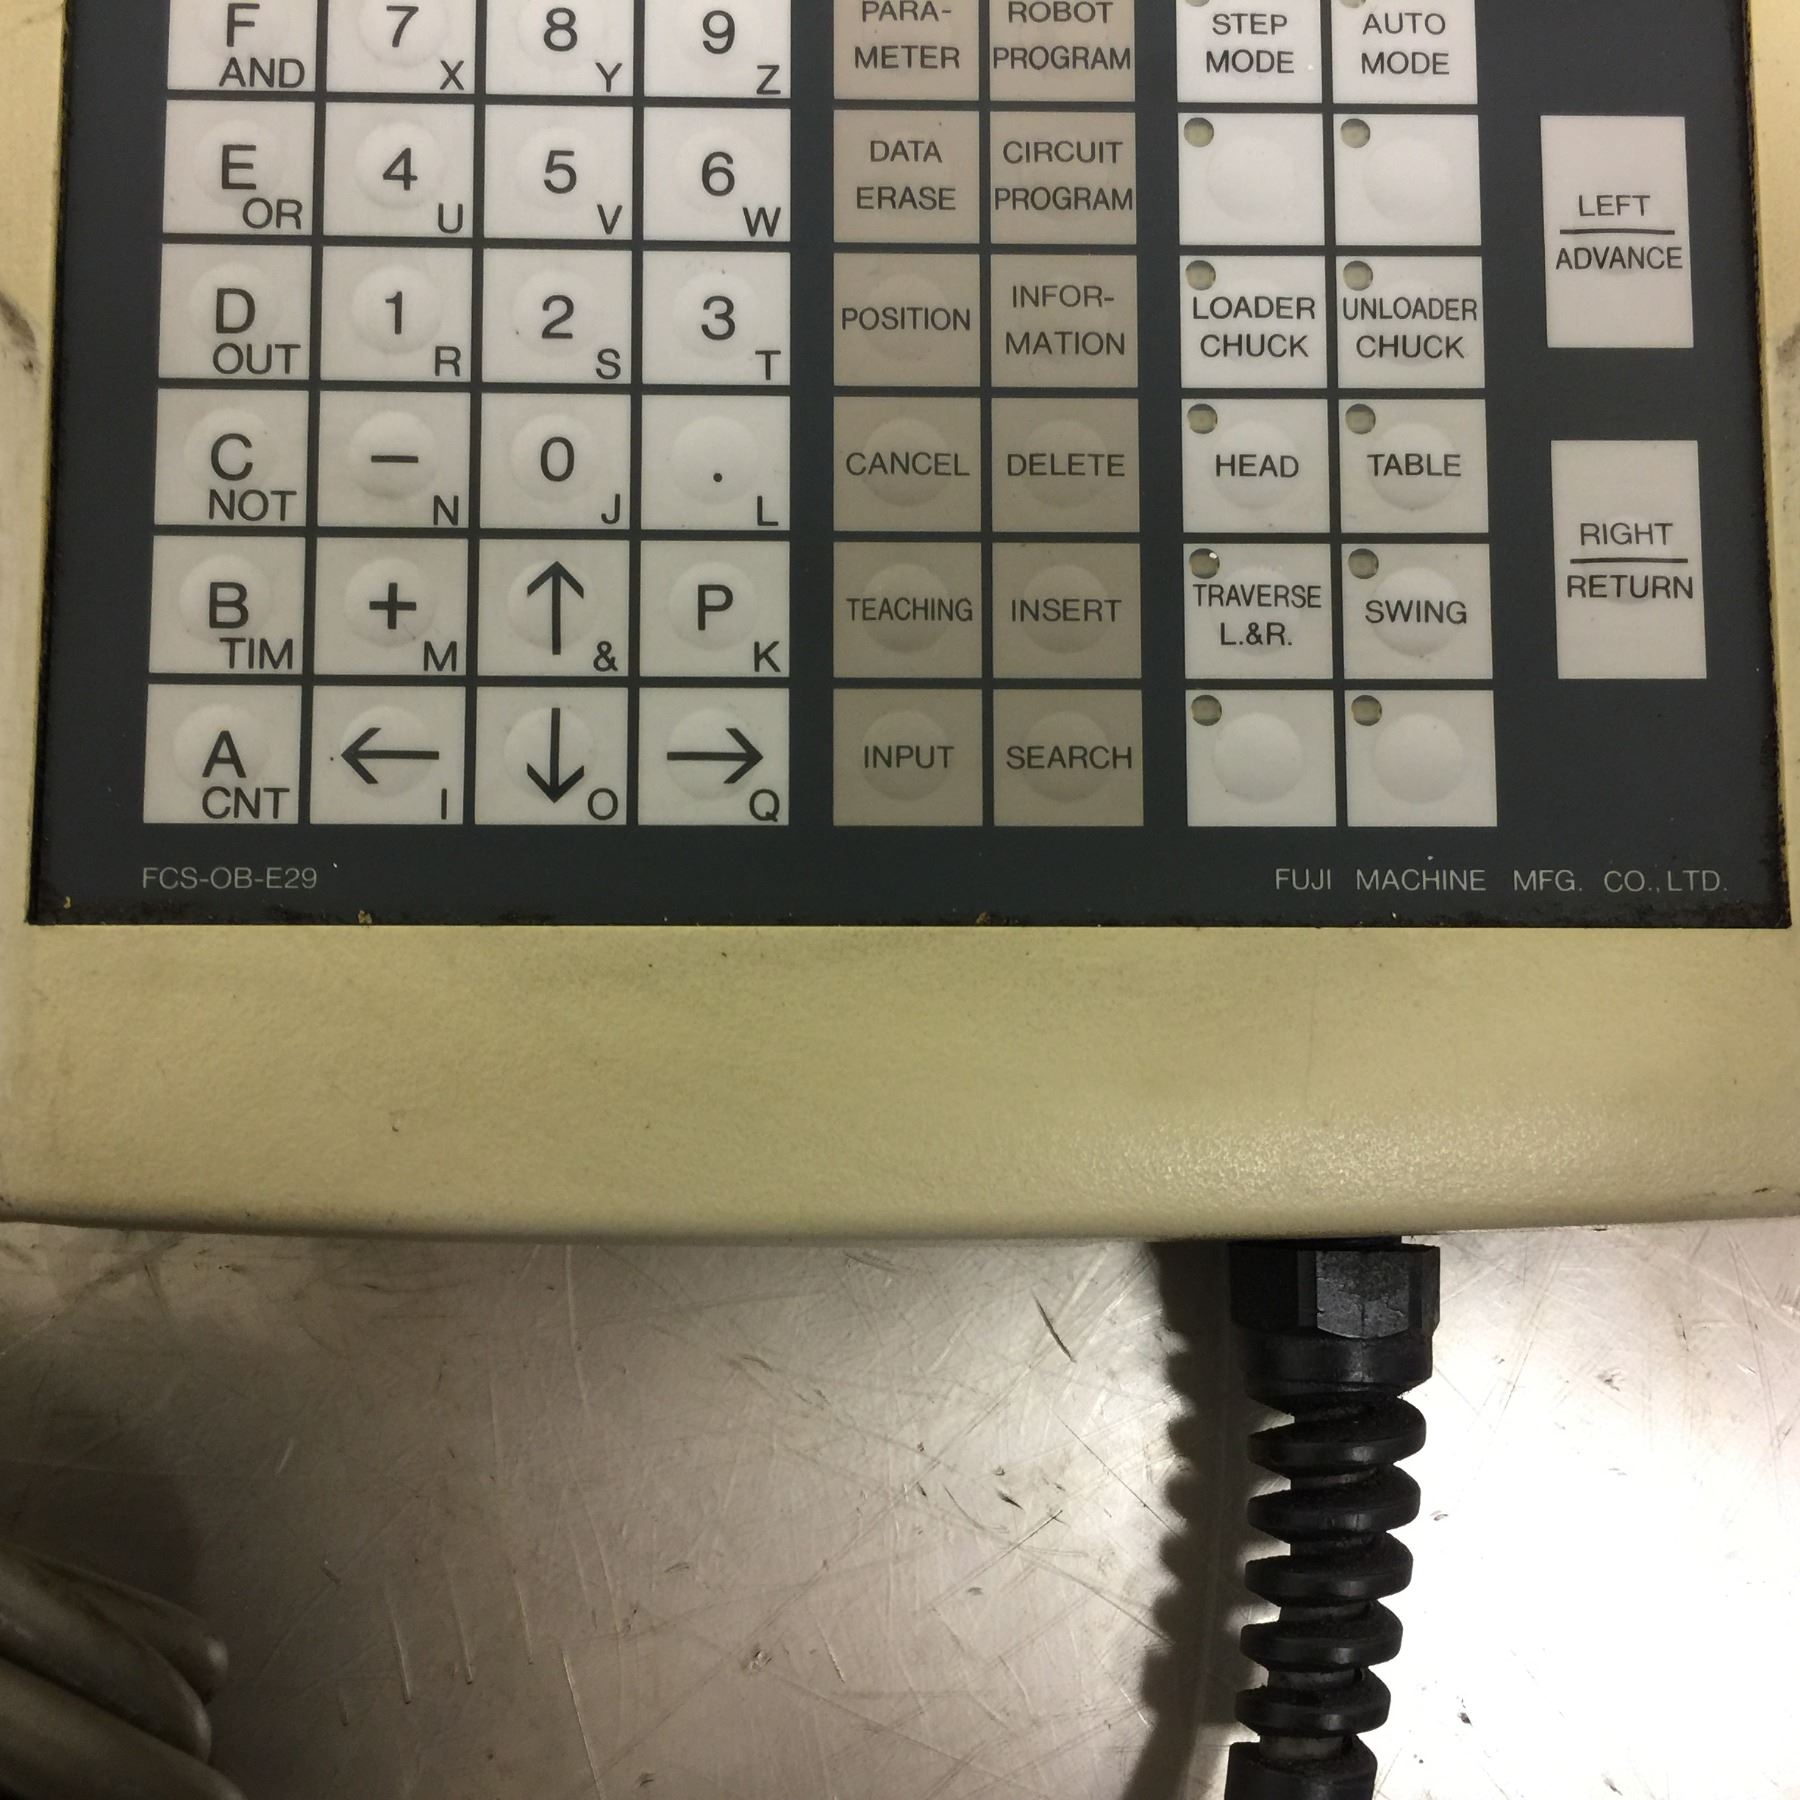 F AND
7 X
8 Y
9 Z
PARA-
METER
ROBOT
PROGRAM
STEP
MODE
AUTO
MODE
E OR
4 U
5 V
6 W
DATA
ERASE
CIRCUIT
PROGRAM
LEFT
ADVANCE
D OUT
1 R
2 S
3 T
POSITION
INFOR-
MATION
LOADER
CHUCK
UNLOADER
CHUCK
C NOT
− N
0 J
. L
CANCEL
DELETE
HEAD
TABLE
RIGHT
RETURN
B TIM
+ M
↑ &
P K
TEACHING
INSERT
TRAVERSE
L.&R.
SWING
A CNT
← I
↓ O
→ Q
INPUT
SEARCH
FCS-OB-E29
FUJI MACHINE MFG. CO.,LTD.